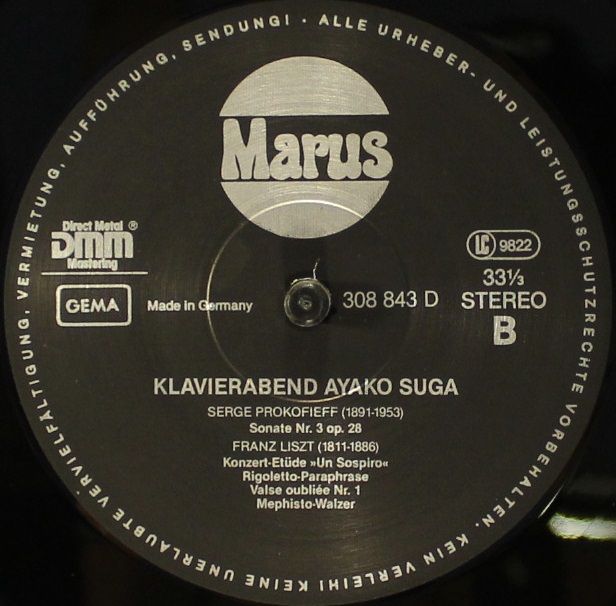 Marus
Direct Metal ®
DMM
Mastering
GEMA
Made in Germany
308 843 D
LC 9822
33⅓
STEREO
B
KLAVIERABEND AYAKO SUGA
SERGE PROKOFIEFF (1891-1953)
Sonate Nr. 3 op. 28
FRANZ LISZT (1811-1886)
Konzert-Etüde »Un Sospiro«
Rigoletto-Paraphrase
Valse oubliée Nr. 1
Mephisto-Walzer
ALLE URHEBER- UND LEISTUNGSSCHUTZRECHTE VORBEHALTEN. KEIN VERLEIH! KEINE UNERLAUBTE VERVIELFÄLTIGUNG, VERMIETUNG, AUFFÜHRUNG, SENDUNG! ·